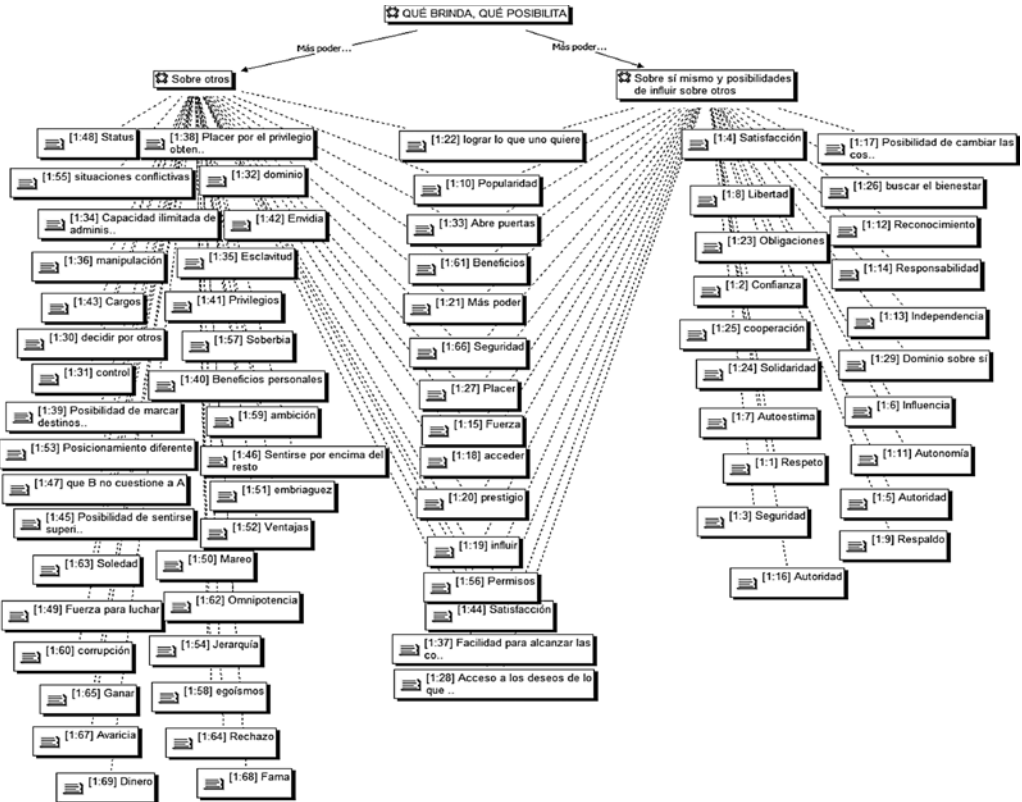 QUÉ BRINDA, QUÉ POSIBILITA
Más poder...
Más poder...
Sobre otros
Sobre sí mismo y posibilidades
de influir sobre otros
[1:48] Status
[1:38] Placer por el privilegio
obten..
[1:55] situaciones conflictivas
[1:32] dominio
[1:34] Capacidad ilimitada de
adminis..
[1:42] Envidia
[1:36] manipulación
[1:35] Esclavitud
[1:43] Cargos
[1:41] Privilegios
[1:30] decidir por otros
[1:57] Soberbia
[1:31] control
[1:40] Beneficios personales
[1:39] Posibilidad de marcar
destinos..
[1:59] ambición
[1:53] Posicionamiento diferente
[1:46] Sentirse por encima del
resto
[1:47] que B no cuestione a A
[1:51] embriaguez
[1:45] Posibilidad de sentirse
superi..
[1:52] Ventajas
[1:63] Soledad
[1:50] Mareo
[1:49] Fuerza para luchar
[1:62] Omnipotencia
[1:60] corrupción
[1:54] Jerarquía
[1:65] Ganar
[1:58] egoísmos
[1:67] Avaricia
[1:64] Rechazo
[1:69] Dinero
[1:68] Fama
[1:22] lograr lo que uno quiere
[1:10] Popularidad
[1:33] Abre puertas
[1:61] Beneficios
[1:21] Más poder
[1:66] Seguridad
[1:27] Placer
[1:15] Fuerza
[1:18] acceder
[1:20] prestigio
[1:19] influir
[1:56] Permisos
[1:44] Satisfacción
[1:37] Facilidad para alcanzar las
co..
[1:28] Acceso a los deseos de lo
que ..
[1:4] Satisfacción
[1:17] Posibilidad de cambiar las
cos..
[1:8] Libertad
[1:26] buscar el bienestar
[1:23] Obligaciones
[1:12] Reconocimiento
[1:2] Confianza
[1:14] Responsabilidad
[1:25] cooperación
[1:13] Independencia
[1:24] Solidaridad
[1:29] Dominio sobre sí
[1:7] Autoestima
[1:6] Influencia
[1:1] Respeto
[1:11] Autonomía
[1:3] Seguridad
[1:5] Autoridad
[1:9] Respaldo
[1:16] Autoridad